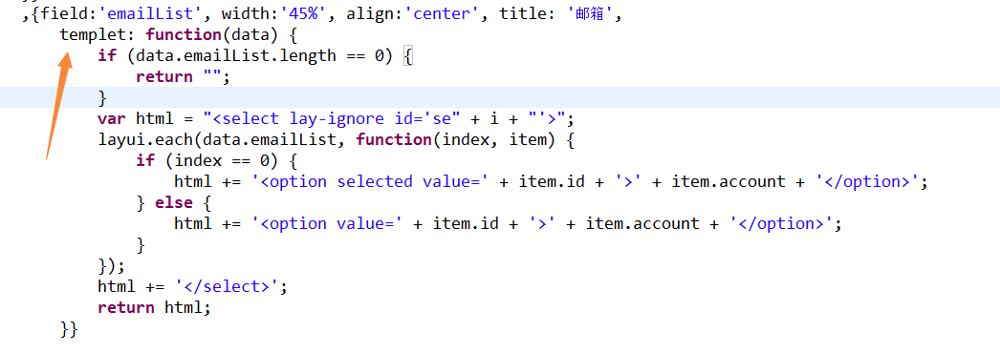 ,{field:'emailList', width:'45%', align:'center', title: '邮箱',
templet: function(data) {
if (data.emailList.length == 0) {
return "";
}
var html = "<select lay-ignore id='se" + i + "'>";
layui.each(data.emailList, function(index, item) {
if (index == 0) {
html += '<option selected value=' + item.id + '>' + item.account + '</option>';
} else {
html += '<option value=' + item.id + '>' + item.account + '</option>';
}
});
html += '</select>';
return html;
}}